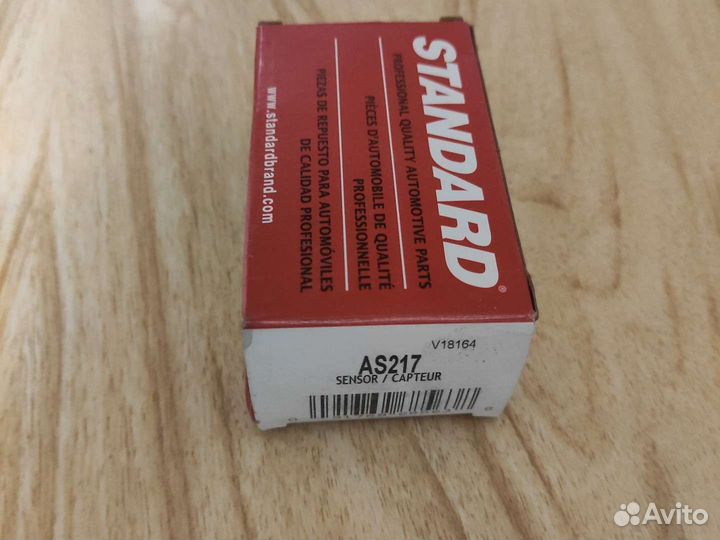 STANDARD®
PROFESSIONAL QUALITY AUTOMOTIVE PARTS
PIÈCES D'AUTOMOBILE DE QUALITÉ
PROFESSIONNELLE
PIEZAS DE REPUESTO PARA AUTOMÓVILES
DE CALIDAD PROFESIONAL
www.standardbrand.com
V18164
AS217
SENSOR / CAPTEUR
Avito